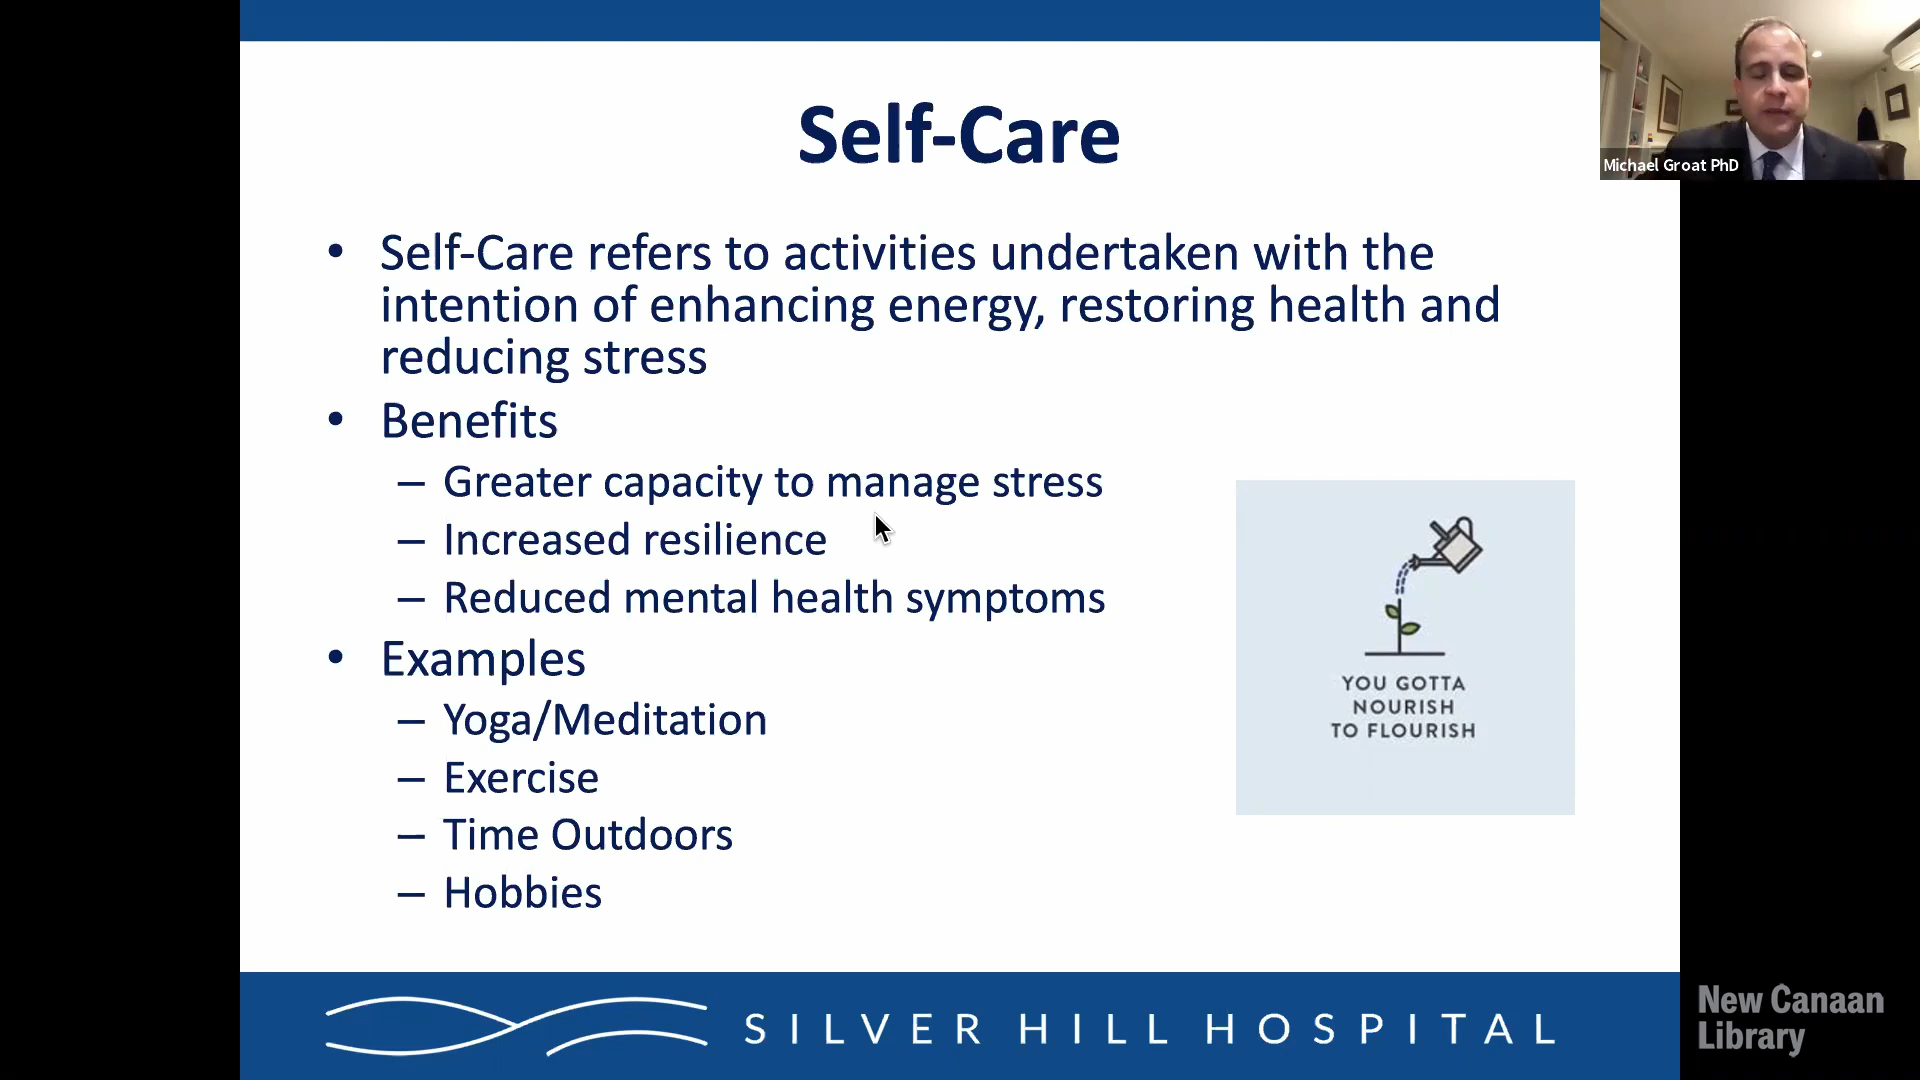 Self-Care
• Self-Care refers to activities undertaken with the
intention of enhancing energy, restoring health and
reducing stress
• Benefits
– Greater capacity to manage stress
– Increased resilience
– Reduced mental health symptoms
• Examples
– Yoga/Meditation
– Exercise
– Time Outdoors
– Hobbies
YOU GOTTA
NOURISH
TO FLOURISH
SILVER HILL HOSPITAL
Michael Groat PhD
New Canaan
Library